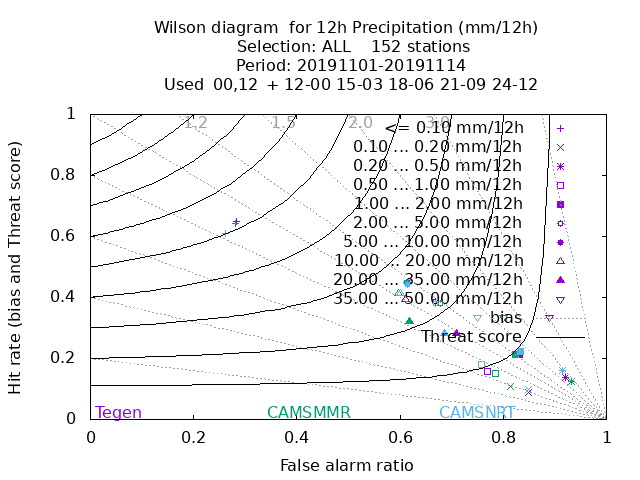 Wilson diagram  for 12h Precipitation (mm/12h)
Selection: ALL    152 stations
Period: 20191101-20191114
Used  00,12  + 12-00 15-03 18-06 21-09 24-12
1.2 1.5 2.0 3.0
<= 0.10 mm/12h
0.10 ... 0.20 mm/12h
0.20 ... 0.50 mm/12h
0.50 ... 1.00 mm/12h
1.00 ... 2.00 mm/12h
2.00 ... 5.00 mm/12h
5.00 ... 10.00 mm/12h
10.00 ... 20.00 mm/12h
20.00 ... 35.00 mm/12h
35.00 ... 50.00 mm/12h
bias
Threat score
Hit rate (bias and Threat score)
1
0.8
0.6
0.4
0.2
0
Tegen CAMSMMR CAMSNRT
0 0.2 0.4 0.6 0.8 1
False alarm ratio